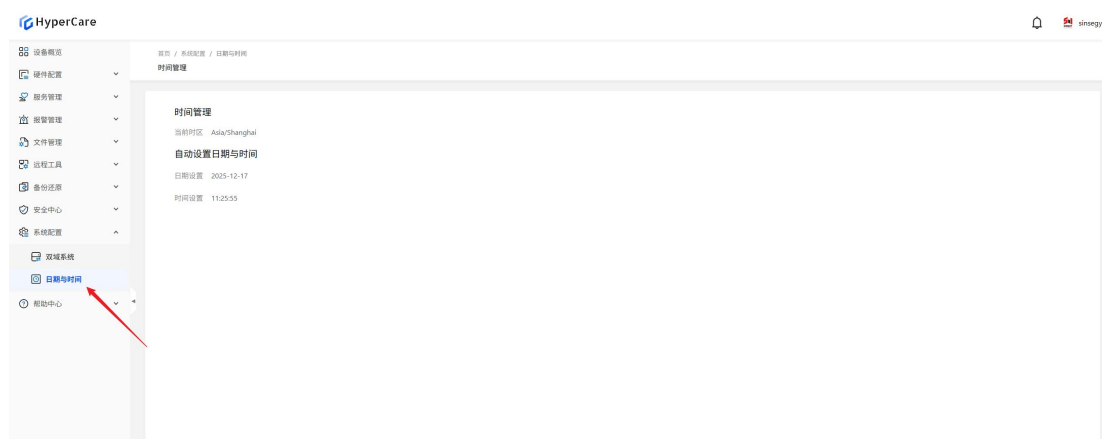 HyperCare
sinsegy
设备概览
硬件配置
服务管理
报警管理
文件管理
远程工具
备份还原
安全中心
系统配置
双域系统
日期与时间
帮助中心
首页 / 系统配置 / 日期与时间
时间管理
时间管理
当前时区 Asia/Shanghai
自动设置日期与时间
日期设置 2025-12-17
时间设置 11:25:55